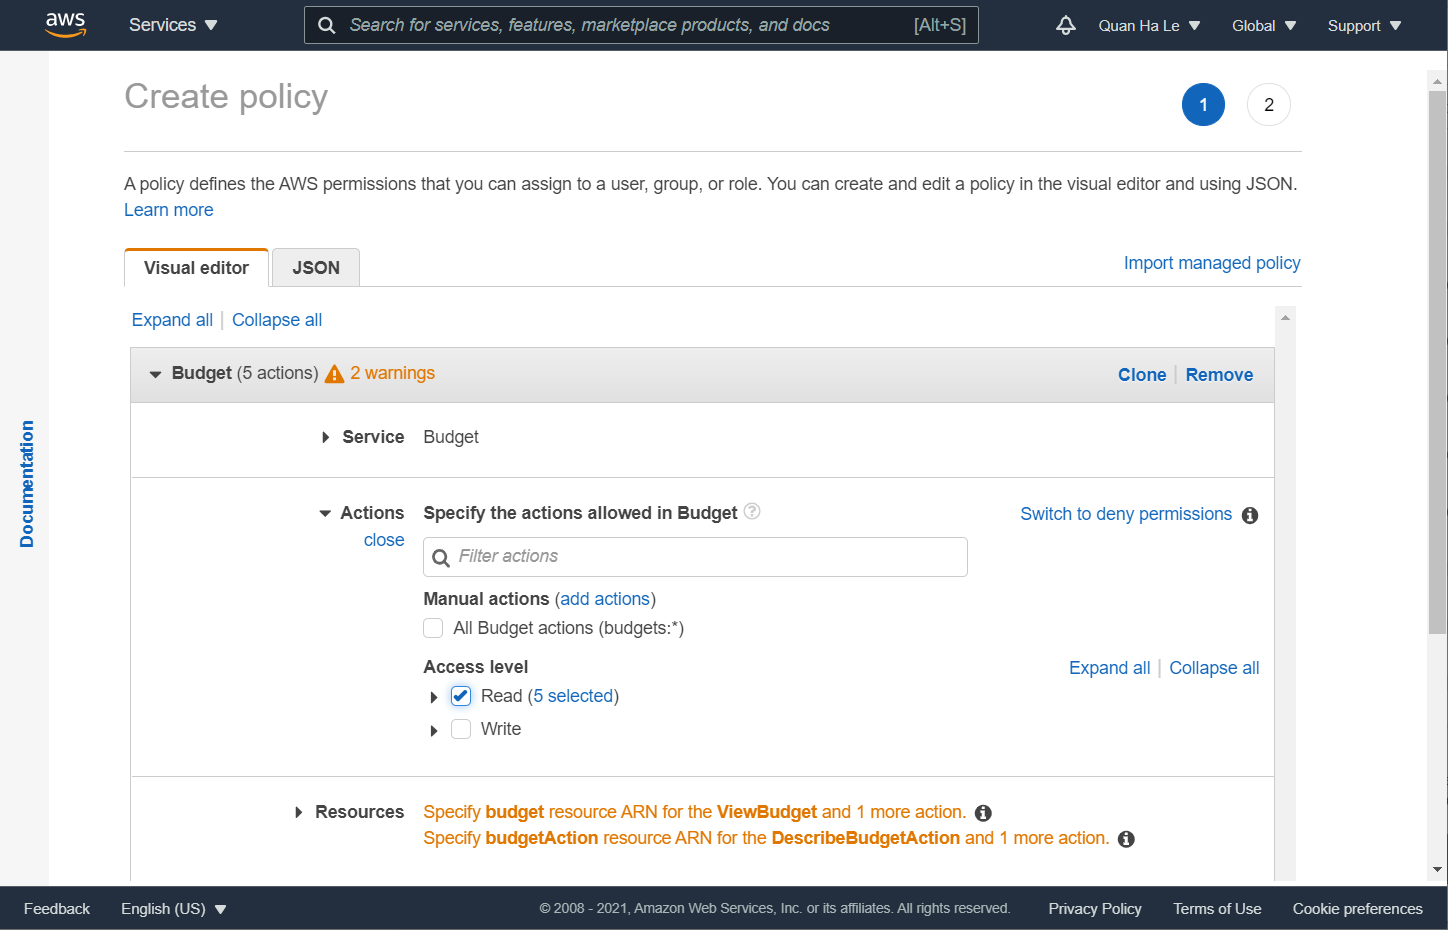 aws Services Search for services, features, marketplace products, and docs [Alt+S] Quan Ha Le Global Support
Create policy 1 2
A policy defines the AWS permissions that you can assign to a user, group, or role. You can create and edit a policy in the visual editor and using JSON.
Learn more
Visual editor JSON Import managed policy
Expand all Collapse all
Budget (5 actions) 2 warnings Clone Remove
Service Budget
Actions Specify the actions allowed in Budget ? Switch to deny permissions
close
Filter actions
Manual actions (add actions)
All Budget actions (budgets:*)
Access level Expand all Collapse all
Read (5 selected)
Write
Resources Specify budget resource ARN for the ViewBudget and 1 more action.
Specify budgetAction resource ARN for the DescribeBudgetAction and 1 more action.
Documentation
Feedback English (US) © 2008 - 2021, Amazon Web Services, Inc. or its affiliates. All rights reserved. Privacy Policy Terms of Use Cookie preferences